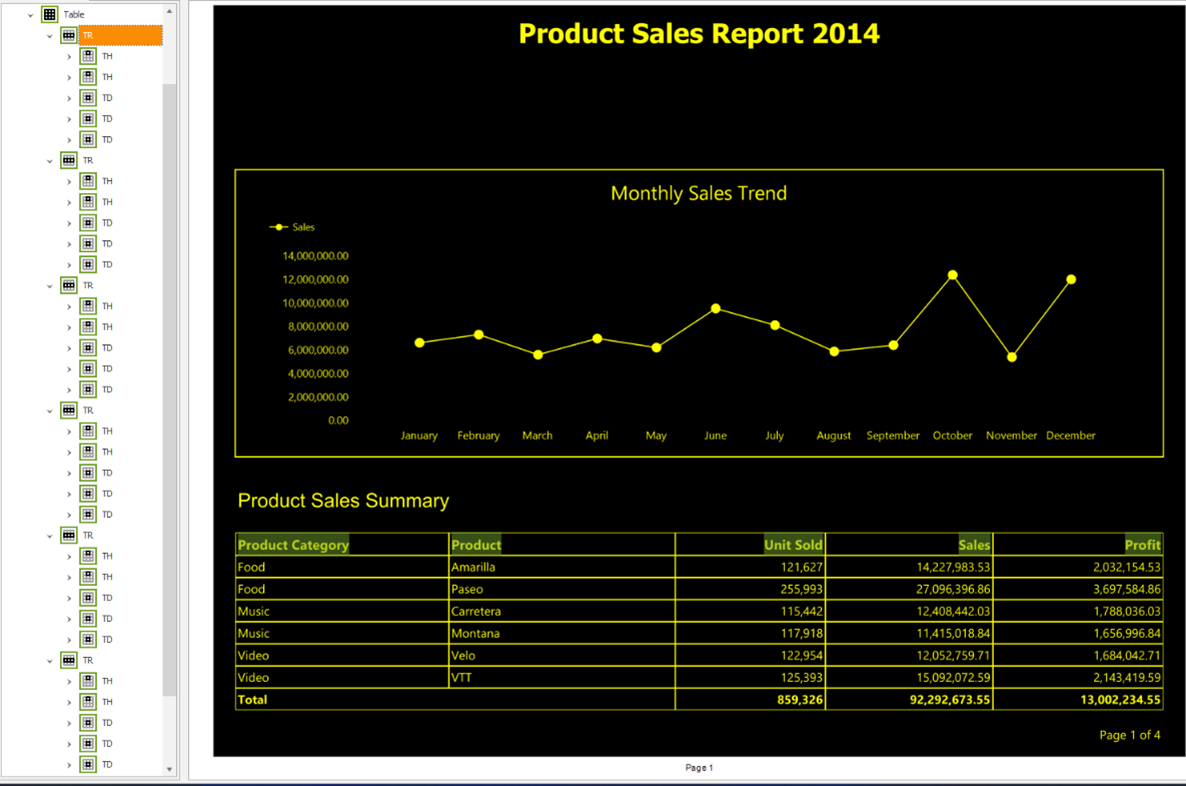 Table
TR
TH
TH
TD
TD
TD
TR
TH
TH
TD
TD
TD
TR
TH
TH
TD
TD
TD
TR
TH
TH
TD
TD
TD
TR
TH
TH
TD
TD
TD
TR
TH
TH
TD
TD
TD
Product Sales Report 2014
Monthly Sales Trend
Sales
14,000,000.00
12,000,000.00
10,000,000.00
8,000,000.00
6,000,000.00
4,000,000.00
2,000,000.00
0.00
January February March April May June July August September October November December
Product Sales Summary
Product Category Product Unit Sold Sales Profit
Food Amarilla 121,627 14,227,983.53 2,032,154.53
Food Paseo 255,993 27,096,396.86 3,697,584.86
Music Carretera 115,442 12,408,442.03 1,788,036.03
Music Montana 117,918 11,415,018.84 1,656,996.84
Video Velo 122,954 12,052,759.71 1,684,042.71
Video VTT 125,393 15,092,072.59 2,143,419.59
Total 859,326 92,292,673.55 13,002,234.55
Page 1 of 4
Page 1